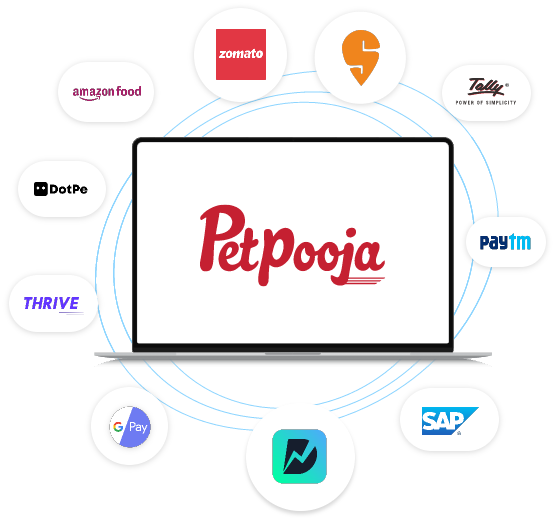 zomato
amazon food
Tally®
POWER OF SIMPLICITY
DotPe
PetPooja
paytm
THRIVE
G Pay
SAP®